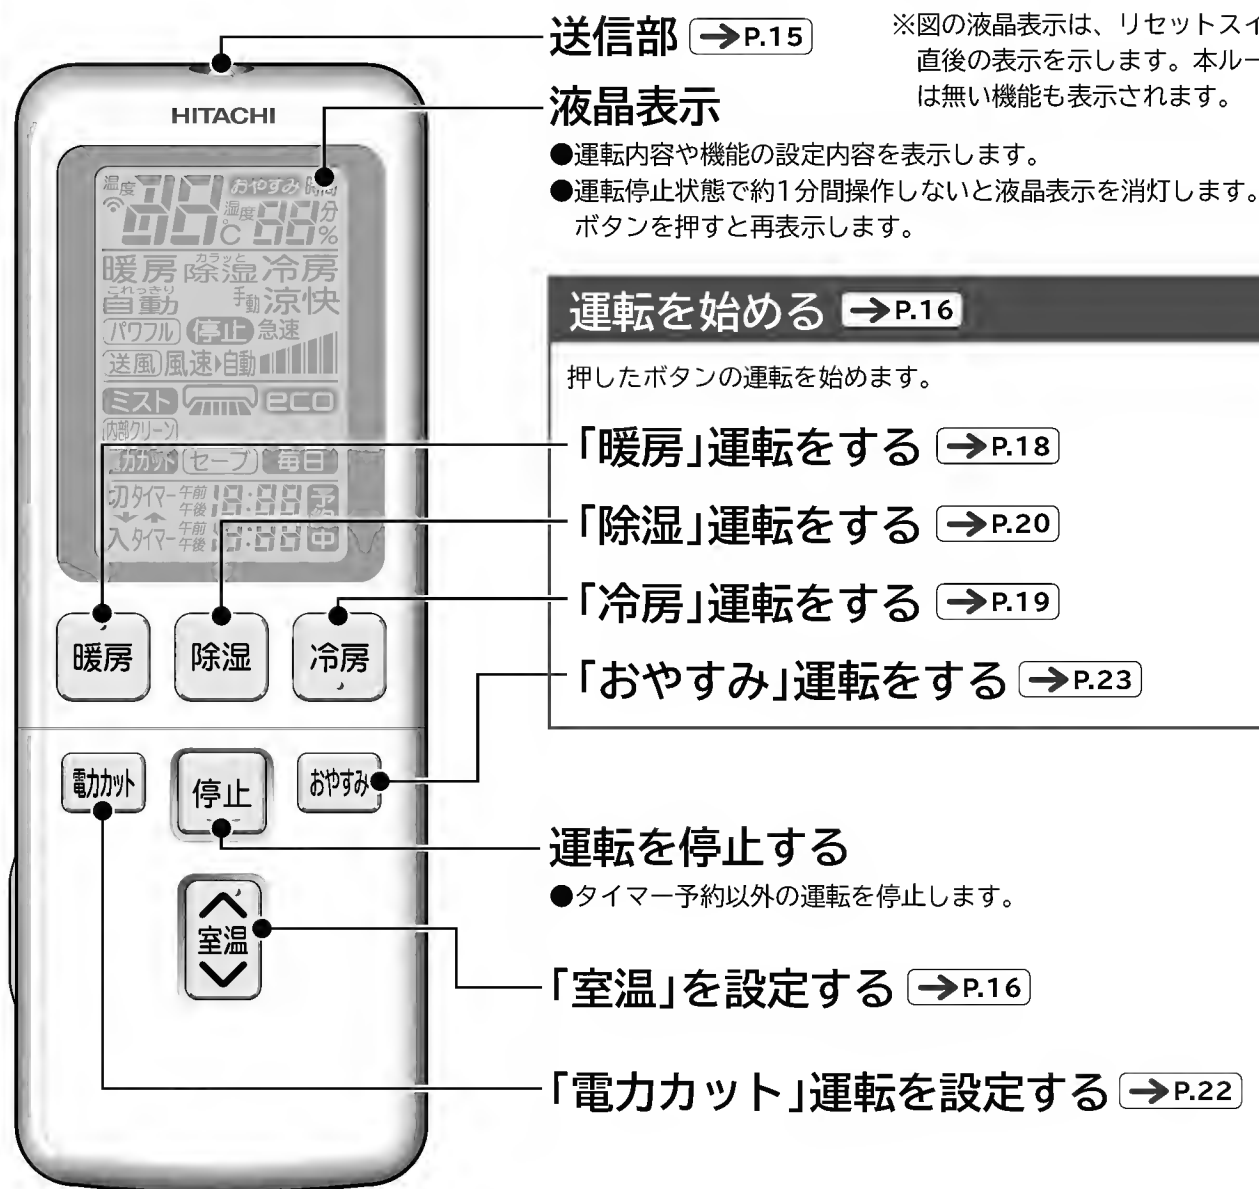 送信部 →P.15
※図の液晶表示は、リセットスイ
直後の表示を示します。本ルー
は無い機能も表示されます。
液晶表示
●運転内容や機能の設定内容を表示します。
●運転停止状態で約1分間操作しないと液晶表示を消灯します。
ボタンを押すと再表示します。
運転を始める →P.16
押したボタンの運転を始めます。
「暖房」運転をする →P.18
「除湿」運転をする →P.20
「冷房」運転をする →P.19
「おやすみ」運転をする →P.23
運転を停止する
●タイマー予約以外の運転を停止します。
「室温」を設定する →P.16
「電力カット」運転を設定する →P.22
HITACHI
温度 88℃ おやすみ 時間
湿度 88 分 %
暖房 カラッと除湿 冷房
これっきり自動 手動 涼快
パワフル 停止 急速
送風 風速▶自動
ミスト eco
内部クリーン
電力カット セーブ 毎日
切タイマー 午前 午後 18:88 予約
入タイマー 午前 午後 18:88 中
暖房 除湿 冷房
電力カット 停止 おやすみ
室温